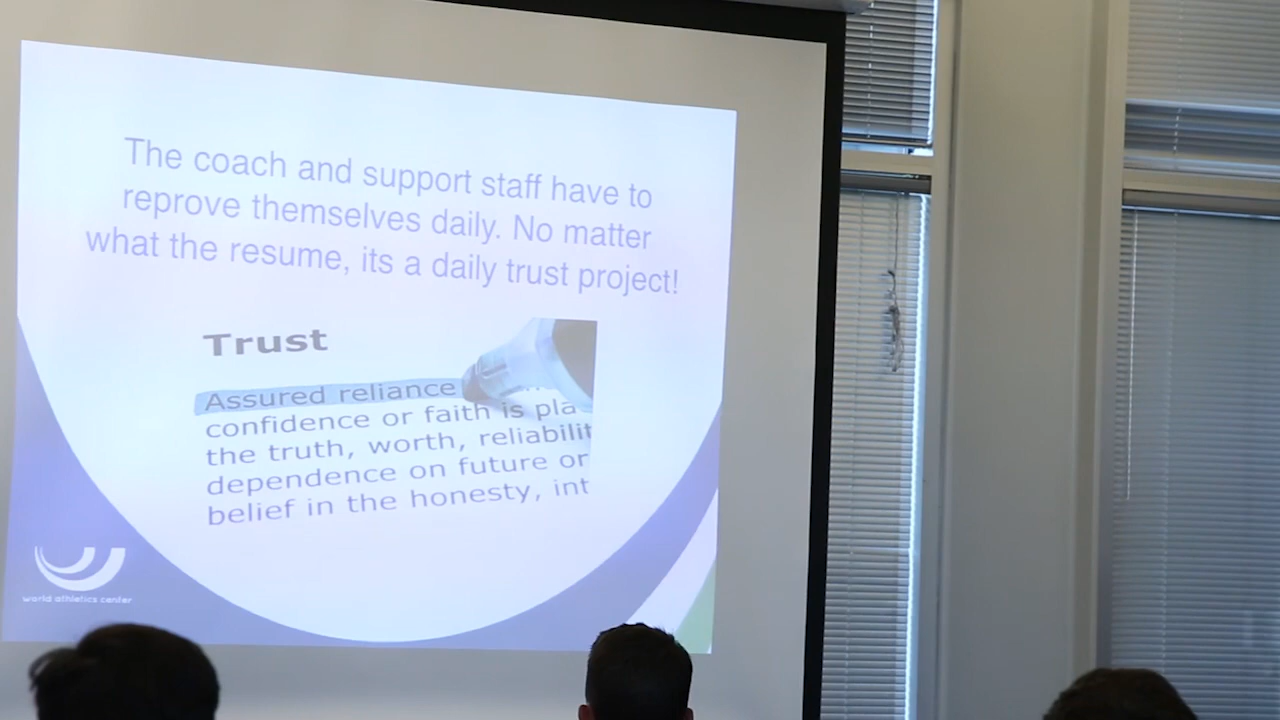 The coach and support staff have to
reprove themselves daily. No matter
what the resume, its a daily trust project!
Trust
Assured reliance
confidence or faith is pla
the truth, worth, reliabilit
dependence on future or
belief in the honesty, int
world athletics center